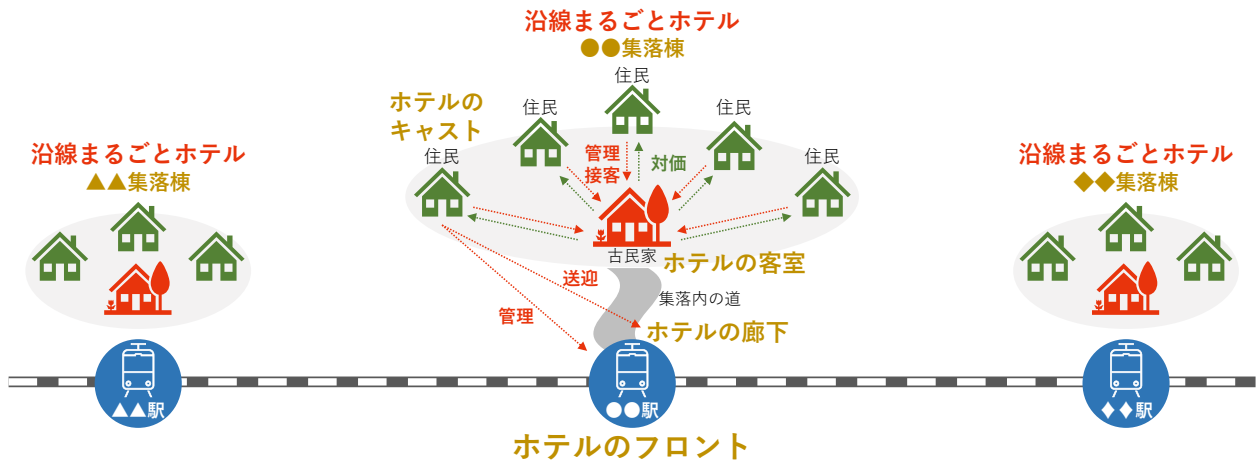 沿線まるごとホテル
●●集落棟
住民
ホテルの
キャスト
住民
住民
住民
住民
管理
接客
対価
古民家
ホテルの客室
送迎
管理
集落内の道
ホテルの廊下
沿線まるごとホテル
▲▲集落棟
沿線まるごとホテル
◆◆集落棟
▲▲駅
●●駅
♦♦駅
ホテルのフロント